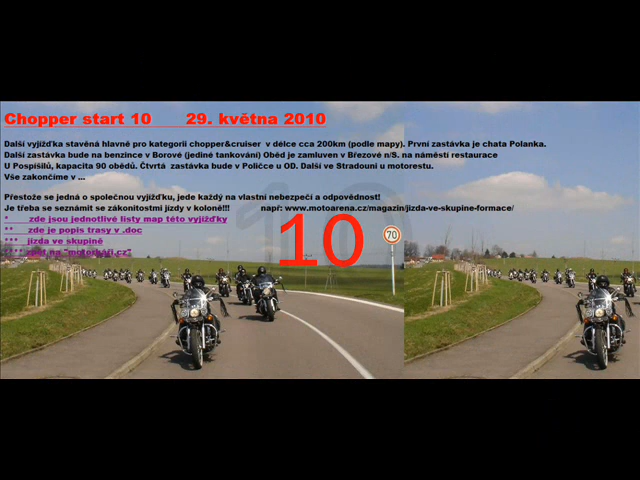 Chopper start 10 29. května 2010
Další vyjížďka stavěná hlavně pro kategorii chopper&cruiser v délce cca 200km (podle mapy). První zastávka je chata Polanka.
Další zastávka bude na benzince v Borové (jediné tankování) Oběd je zamluven v Březové n/S. na náměstí restaurace
U Pospíšilů, kapacita 90 obědů. Čtvrtá zastávka bude v Poličce u OD. Další ve Stradouni u motorestu.
Vše zakončíme v ...
Přestože se jedná o společnou vyjížďku, jede každý na vlastní nebezpečí a odpovědnost!
Je třeba se seznámit se zákonitostmi jízdy v koloně!!! např: www.motoarena.cz/magazin/jizda-ve-skupine-formace/
* zde jsou jednotlivé listy map této vyjížďky
** zde je popis trasy v .doc
*** jízda ve skupině
**** zpět na
10
70